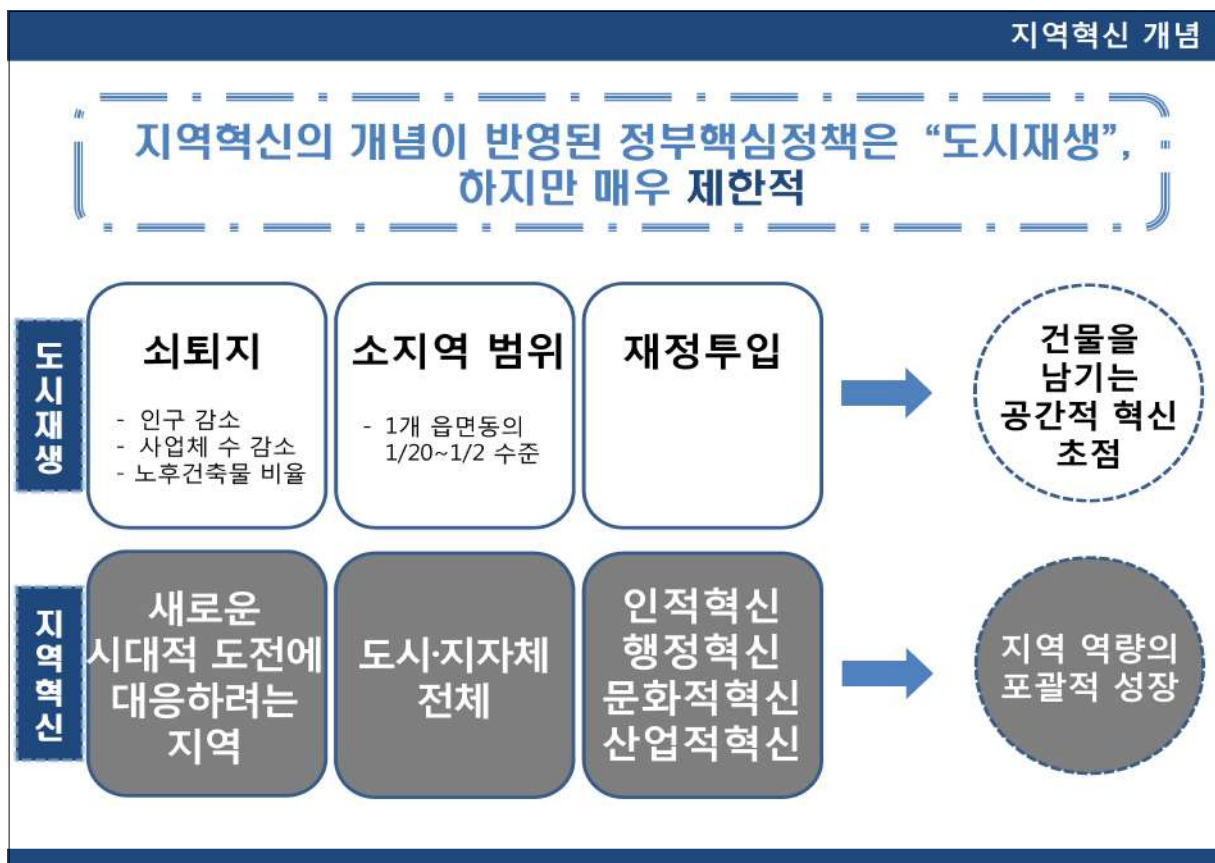 지역혁신 개념
지역혁신의 개념이 반영된 정부핵심정책은 “도시재생”,
하지만 매우 제한적
도시재생
쇠퇴지
- 인구 감소
- 사업체 수 감소
- 노후건축물 비율
소지역 범위
- 1개 읍면동의
1/20~1/2 수준
재정투입
건물을
남기는
공간적 혁신
초점
지역혁신
새로운
시대적 도전에
대응하려는
지역
도시·지자체
전체
인적혁신
행정혁신
문화적혁신
산업적혁신
지역 역량의
포괄적 성장